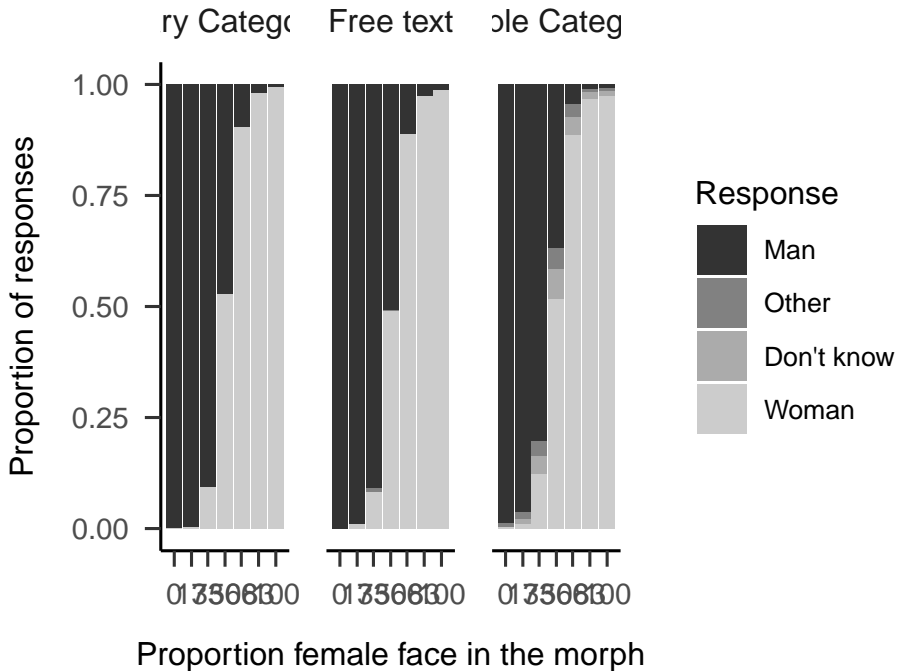 ry Catego
Free text
ole Categ
Proportion of responses
1.00
0.75
0.50
0.25
0.00
Proportion female face in the morph
Response
Man
Other
Don't know
Woman